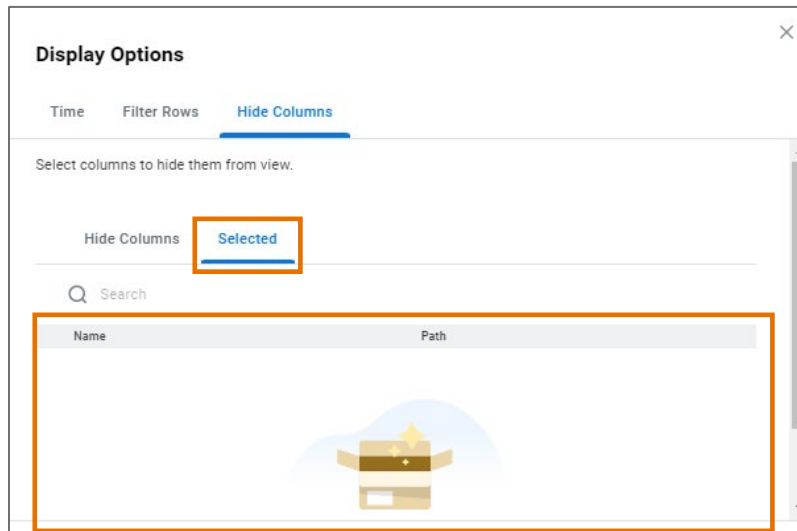 Display Options
Time Filter Rows Hide Columns
Select columns to hide them from view.
Hide Columns Selected
Search
Name Path